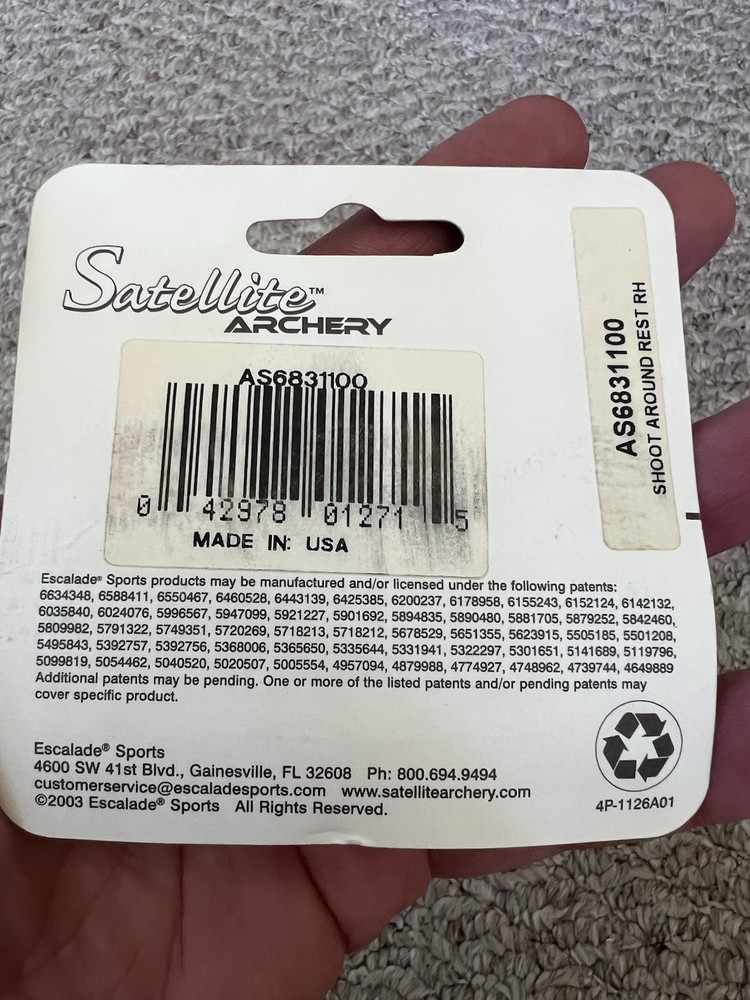 Satellite™
ARCHERY
AS6831100
0 42978 01271 5
MADE IN: USA
AS6831100
SHOOT AROUND REST RH
Escalade® Sports products may be manufactured and/or licensed under the following patents:
6634348, 6588411, 6550467, 6460528, 6443139, 6425385, 6200237, 6178958, 6155243, 6152124, 6142132,
6035840, 6024076, 5996567, 5947099, 5921227, 5901692, 5894835, 5890480, 5881705, 5879252, 5842460,
5809982, 5791322, 5749351, 5720269, 5718213, 5718212, 5678529, 5651355, 5623915, 5505185, 5501208,
5495843, 5392757, 5392756, 5368006, 5365650, 5335644, 5331941, 5322297, 5301651, 5141689, 5119796,
5099819, 5054462, 5040520, 5020507, 5005554, 4957094, 4879988, 4774927, 4748962, 4739744, 4649889
Additional patents may be pending. One or more of the listed patents and/or pending patents may
cover specific product.
Escalade® Sports
4600 SW 41st Blvd., Gainesville, FL 32608 Ph: 800.694.9494
customerservice@escaladesports.com www.satellitearchery.com
©2003 Escalade® Sports All Rights Reserved.
4P-1126A01